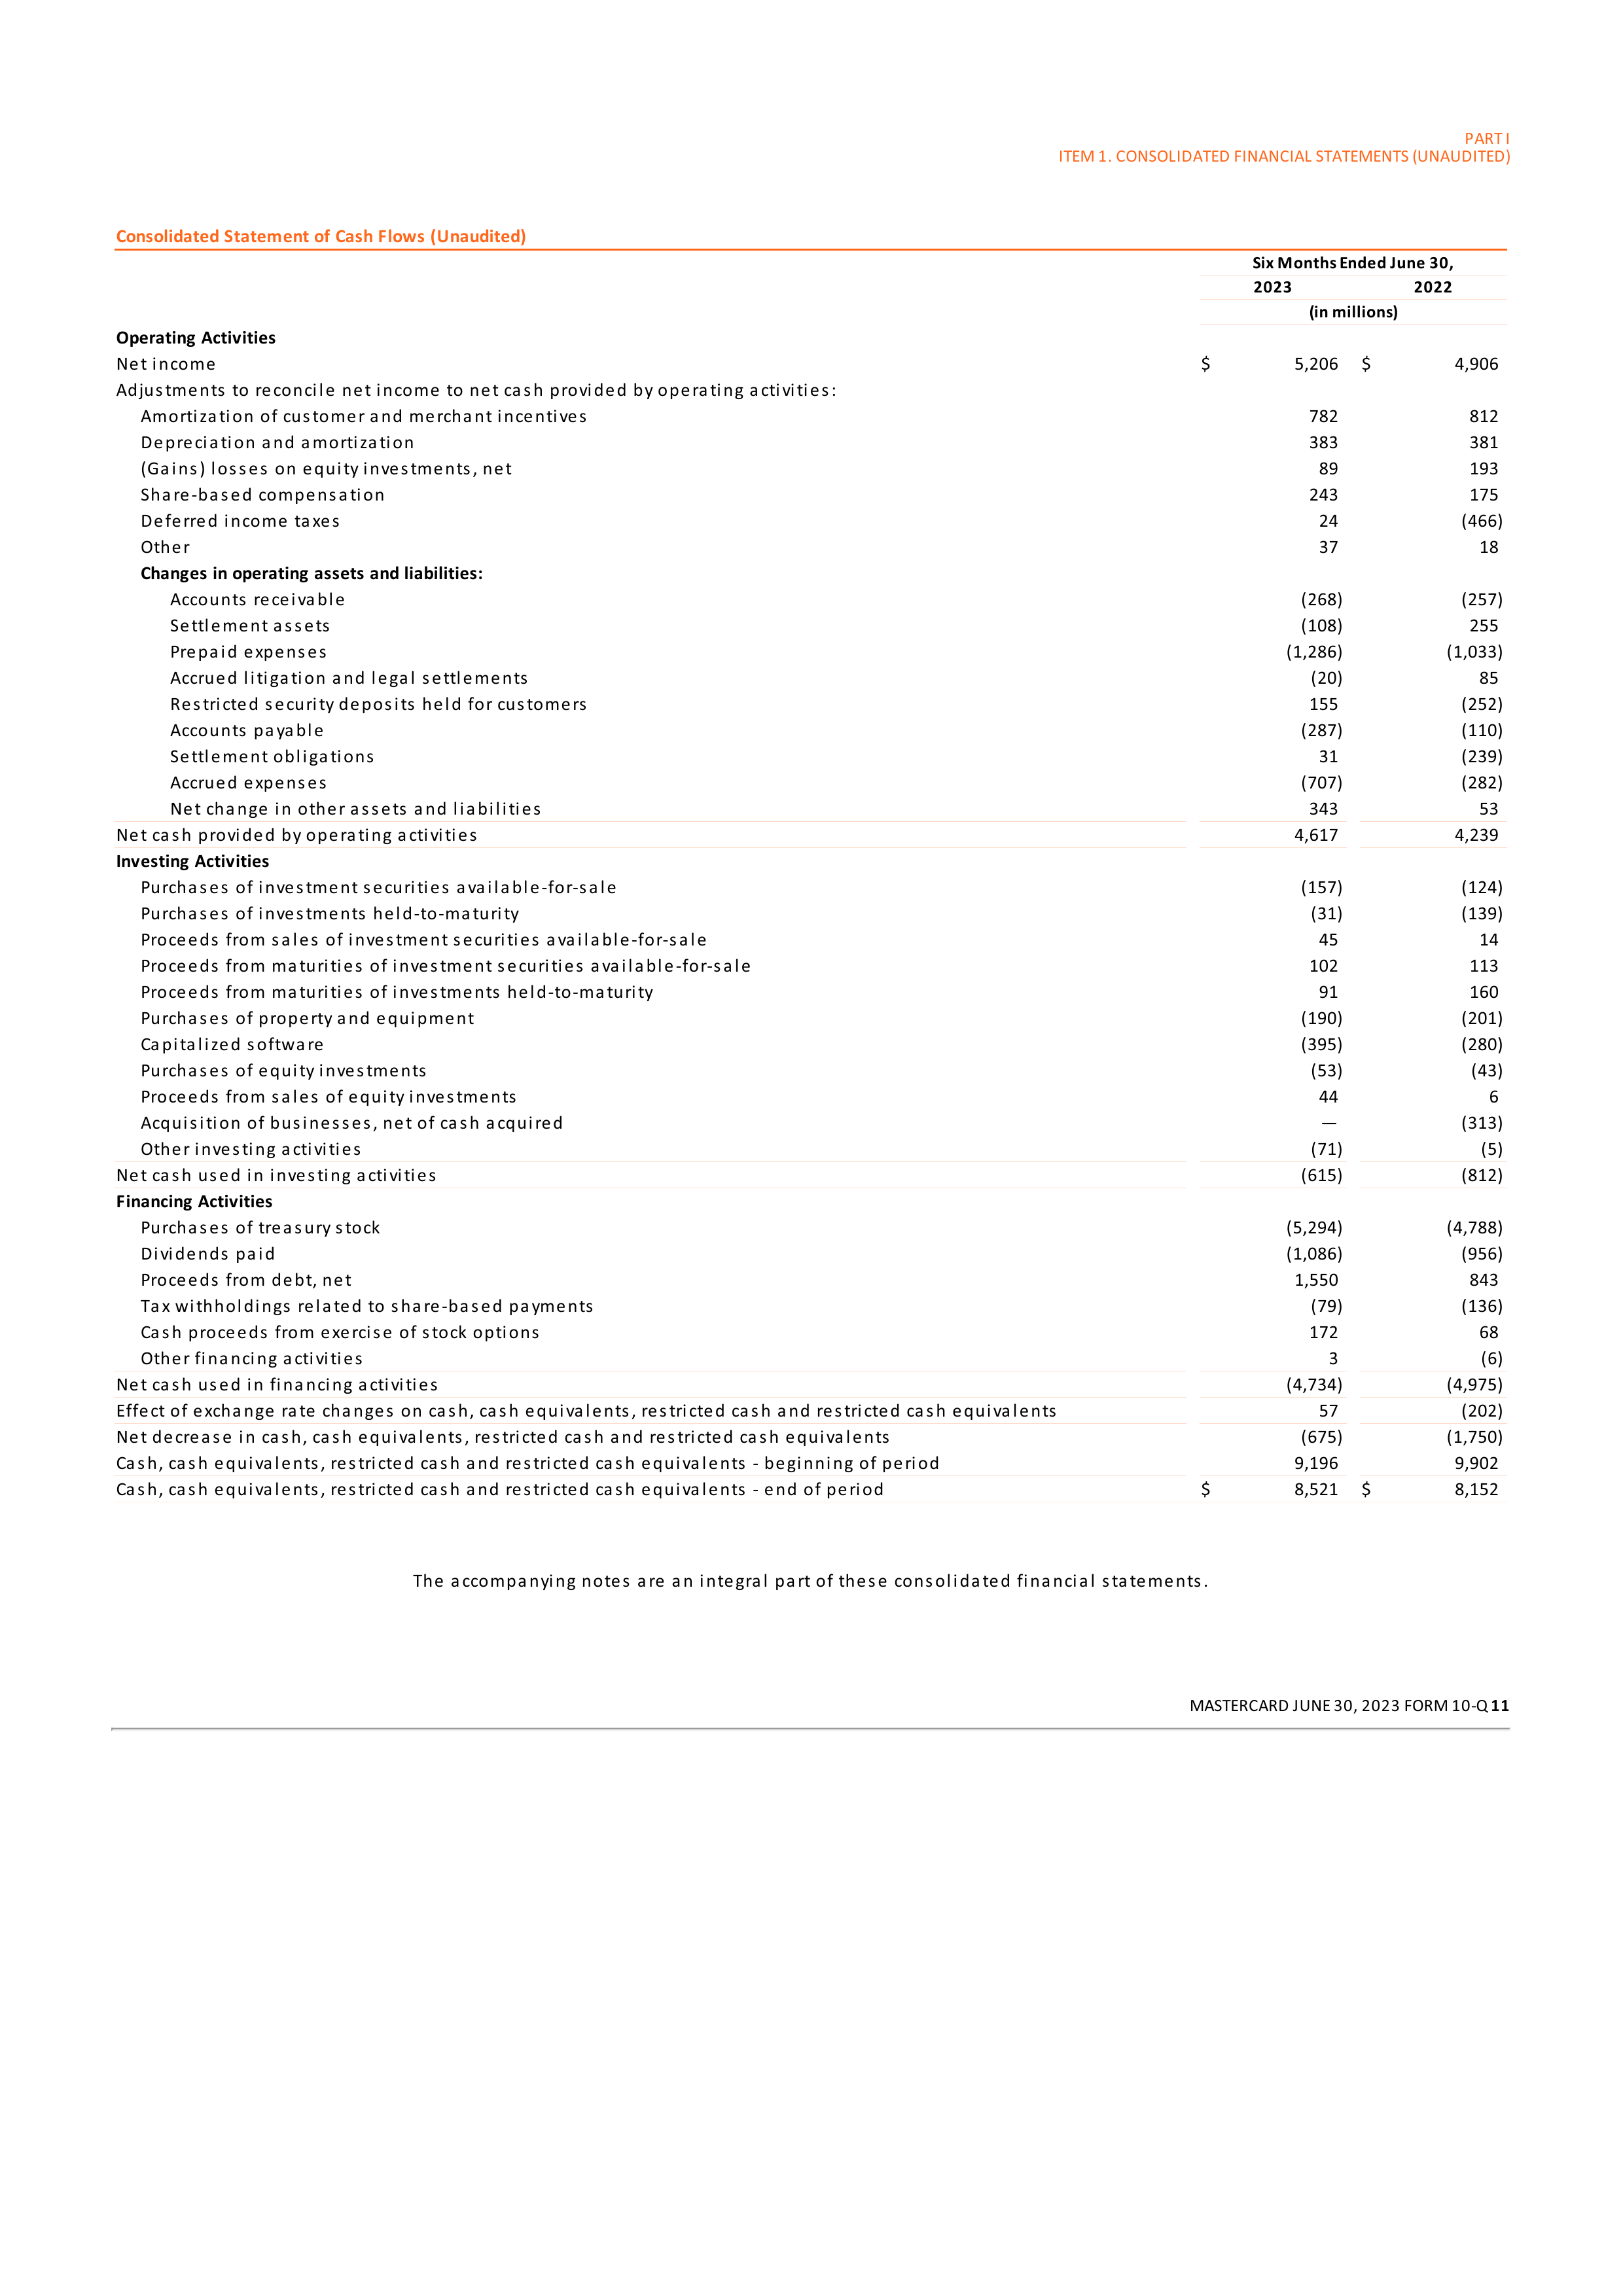 PART I
ITEM 1. CONSOLIDATED FINANCIAL STATEMENTS (UNAUDITED)
Consolidated Statement of Cash Flows (Unaudited)
Six Months Ended June 30,
2023 2022
(in millions)
Operating Activities
Net income $ 5,206 $ 4,906
Adjustments to reconcile net income to net cash provided by operating activities:
Amortization of customer and merchant incentives 782 812
Depreciation and amortization 383 381
(Gains) losses on equity investments, net 89 193
Share-based compensation 243 175
Deferred income taxes 24 (466)
Other 37 18
Changes in operating assets and liabilities:
Accounts receivable (268) (257)
Settlement assets (108) 255
Prepaid expenses (1,286) (1,033)
Accrued litigation and legal settlements (20) 85
Restricted security deposits held for customers 155 (252)
Accounts payable (287) (110)
Settlement obligations 31 (239)
Accrued expenses (707) (282)
Net change in other assets and liabilities 343 53
Net cash provided by operating activities 4,617 4,239
Investing Activities
Purchases of investment securities available-for-sale (157) (124)
Purchases of investments held-to-maturity (31) (139)
Proceeds from sales of investment securities available-for-sale 45 14
Proceeds from maturities of investment securities available-for-sale 102 113
Proceeds from maturities of investments held-to-maturity 91 160
Purchases of property and equipment (190) (201)
Capitalized software (395) (280)
Purchases of equity investments (53) (43)
Proceeds from sales of equity investments 44 6
Acquisition of businesses, net of cash acquired — (313)
Other investing activities (71) (5)
Net cash used in investing activities (615) (812)
Financing Activities
Purchases of treasury stock (5,294) (4,788)
Dividends paid (1,086) (956)
Proceeds from debt, net 1,550 843
Tax withholdings related to share-based payments (79) (136)
Cash proceeds from exercise of stock options 172 68
Other financing activities 3 (6)
Net cash used in financing activities (4,734) (4,975)
Effect of exchange rate changes on cash, cash equivalents, restricted cash and restricted cash equivalents 57 (202)
Net decrease in cash, cash equivalents, restricted cash and restricted cash equivalents (675) (1,750)
Cash, cash equivalents, restricted cash and restricted cash equivalents - beginning of period 9,196 9,902
Cash, cash equivalents, restricted cash and restricted cash equivalents - end of period $ 8,521 $ 8,152
The accompanying notes are an integral part of these consolidated financial statements.
MASTERCARD JUNE 30, 2023 FORM 10-Q 11